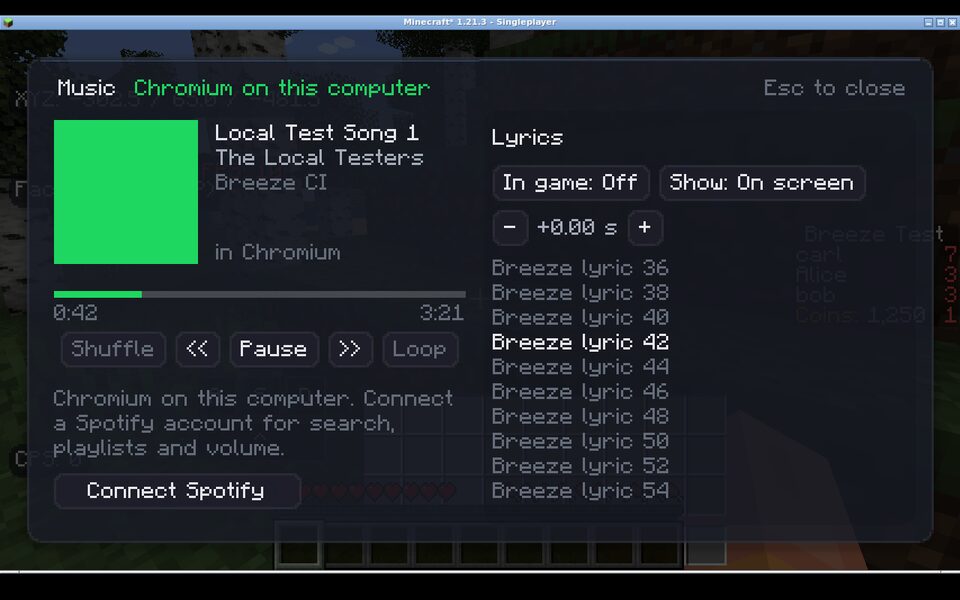 Minecraft* 1.21.3 - Singleplayer
Music Chromium on this computer
Esc to close
Local Test Song 1
The Local Testers
Breeze CI
in Chromium
0:42
3:21
Shuffle
<<
Pause
>>
Loop
Chromium on this computer. Connect
a Spotify account for search,
playlists and volume.
Connect Spotify
Lyrics
In game: Off
Show: On screen
-
+0.00 s
+
Breeze lyric 36
Breeze lyric 38
Breeze lyric 40
Breeze lyric 42
Breeze lyric 44
Breeze lyric 46
Breeze lyric 48
Breeze lyric 50
Breeze lyric 52
Breeze lyric 54
Breeze Test
carl 7
Alice 3
bob 3
Coins: 1,250 1